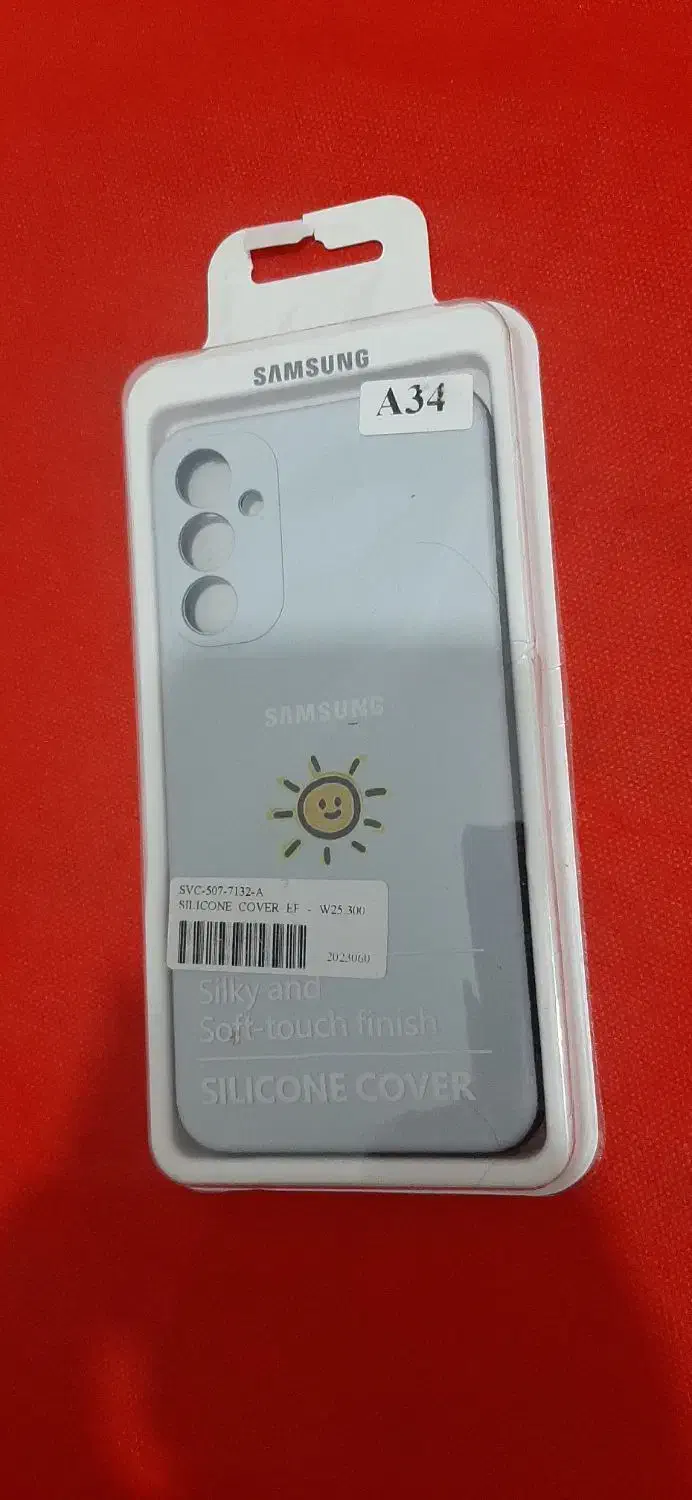 SAMSUNG
A34
SAMSUNG
SVC-507-7132-A
SILICONE COVER EF - W25.300
2023060
Silky and
Soft-touch finish
SILICONE COVER